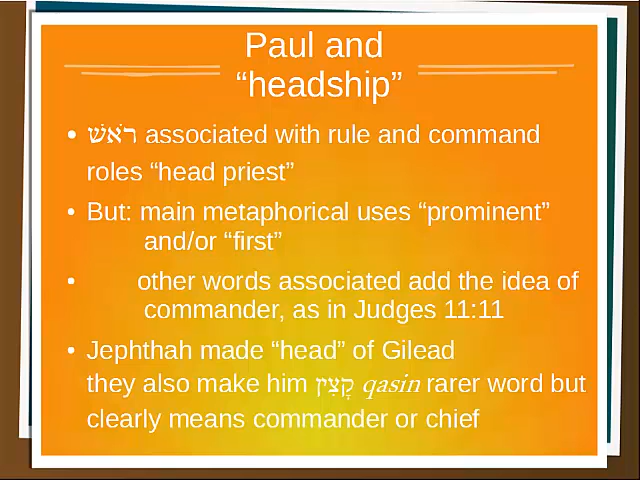 Paul and
“headship”
• רֹאשׁ associated with rule and command
roles “head priest”
• But: main metaphorical uses “prominent”
and/or “first”
• other words associated add the idea of
commander, as in Judges 11:11
• Jephthah made “head” of Gilead
they also make him קָצִין qasin rarer word but
clearly means commander or chief